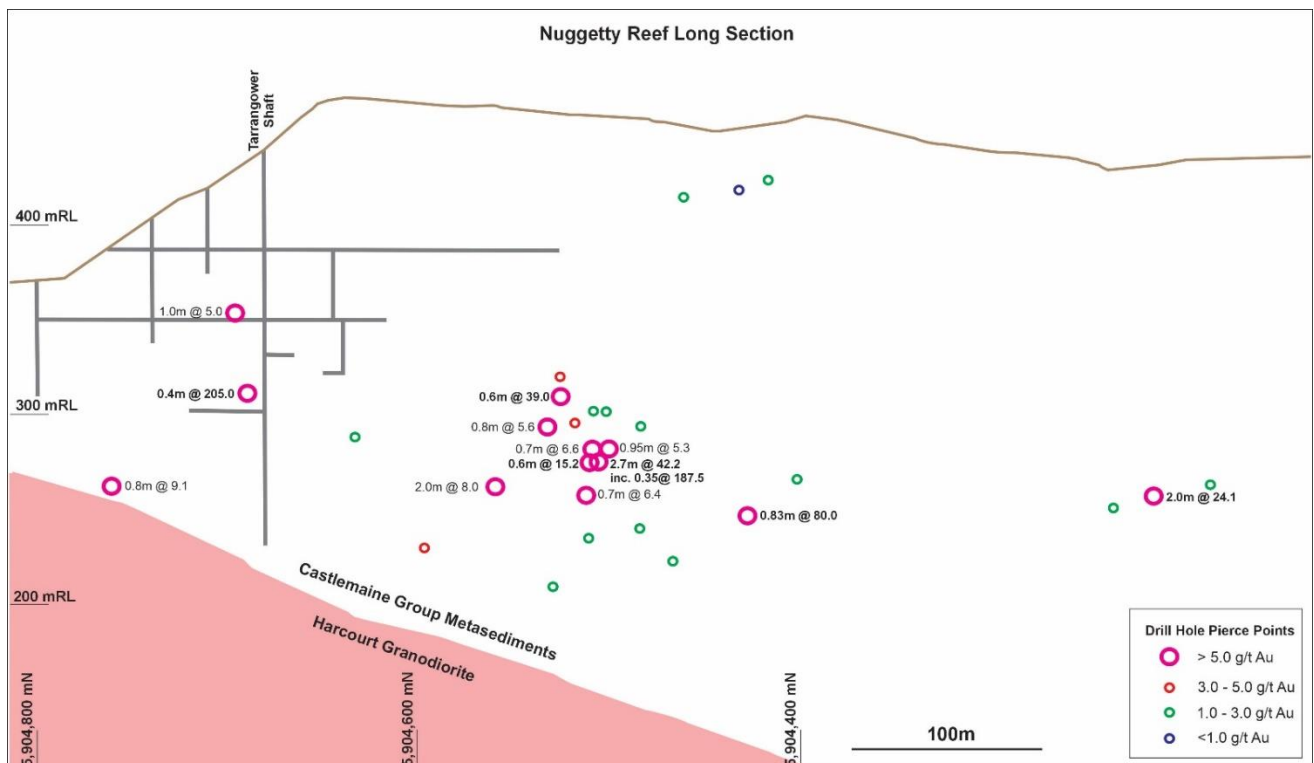 Nuggetty Reef Long Section
Tarrangower
Shaft
400 mRL
1.0m @ 5.0
0.4m @ 205.0
0.6m @ 39.0
300 mRL
0.8m @ 5.6
0.7m @ 6.6
0.95m @ 5.3
0.6m @ 15.2
2.7m @ 42.2
inc. 0.35@ 187.5
0.8m @ 9.1
2.0m @ 8.0
0.7m @ 6.4
0.83m @ 80.0
2.0m @ 24.1
200 mRL
Castlemaine Group Metasediments
Harcourt Granodiorite
5,904,800 mN
5,904,600 mN
5,904,400 mN
100m
Drill Hole Pierce Points
> 5.0 g/t Au
3.0 - 5.0 g/t Au
1.0 - 3.0 g/t Au
<1.0 g/t Au